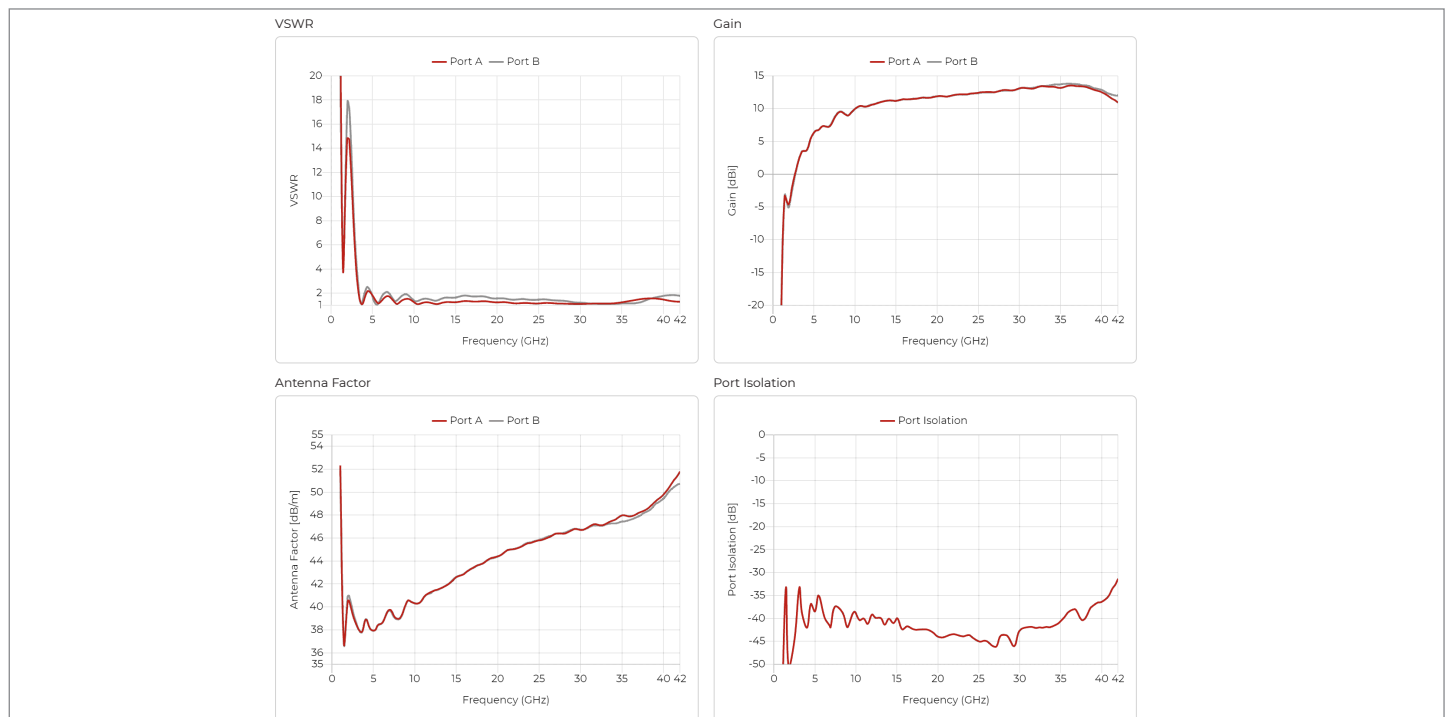 VSWR
Port A Port B
20
18
16
14
12
10
8
6
4
2
1
VSWR
0 5 10 15 20 25 30 35 40 42
Frequency (GHz)
Gain
Port A Port B
15
10
5
0
-5
-10
-15
-20
Gain [dBi]
0 5 10 15 20 25 30 35 40 42
Frequency (GHz)
Antenna Factor
Port A Port B
55
54
52
50
48
46
44
42
40
38
36
35
Antenna Factor [dB/m]
0 5 10 15 20 25 30 35 40 42
Frequency (GHz)
Port Isolation
Port Isolation
0
-5
-10
-15
-20
-25
-30
-35
-40
-45
-50
Port Isolation [dB]
0 5 10 15 20 25 30 35 40 42
Frequency (GHz)